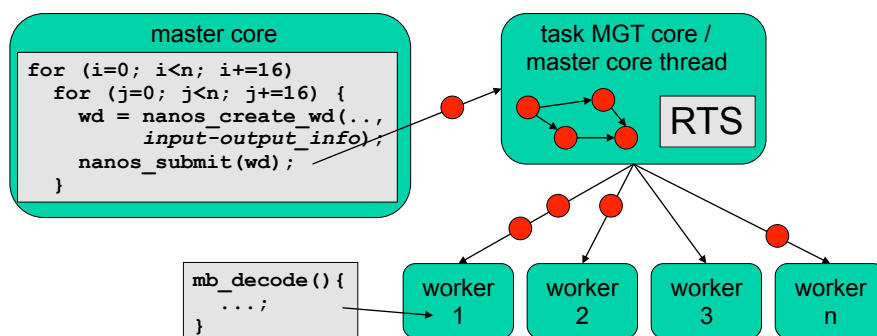 master core
for (i=0; i<n; i+=16)
  for (j=0; j<n; j+=16) {
    wd = nanos_create_wd(..,
          input-output_info);
    nanos_submit(wd);
  }
task MGT core /
master core thread
RTS
mb_decode(){
  ...;
}
worker
1
worker
2
worker
3
worker
n